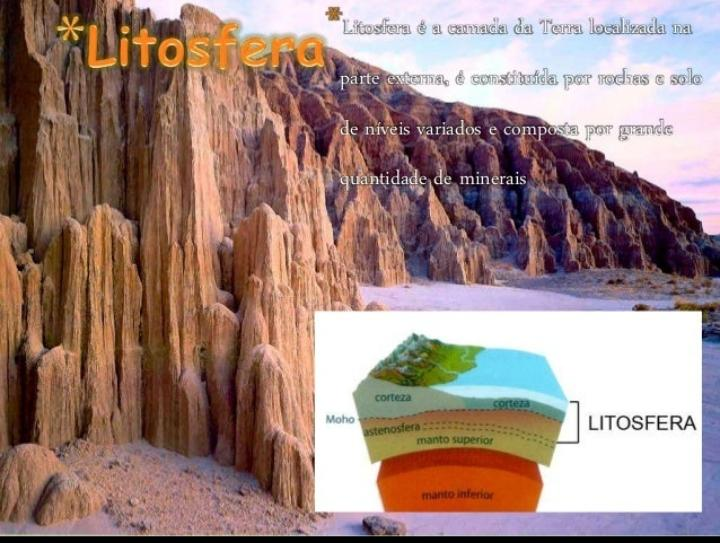 *Litosfera
*Litosfera é a camada da Terra localizada na
parte externa, é constituída por rochas e solo
de níveis variados e composta por grande
quantidade de minerais
corteza
corteza
Moho
astenosfera
manto superior
LITOSFERA
manto inferior